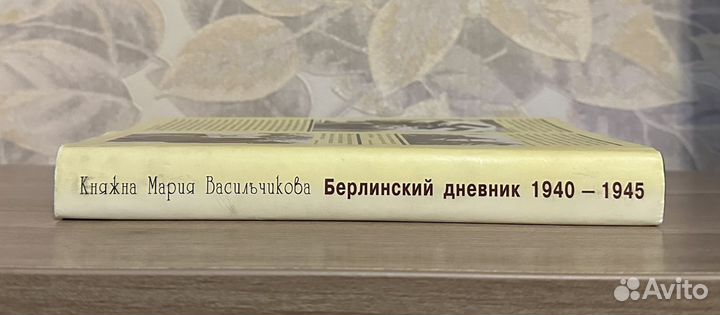 Княжна Мария Васильчикова Берлинский дневник 1940 – 1945
Avito